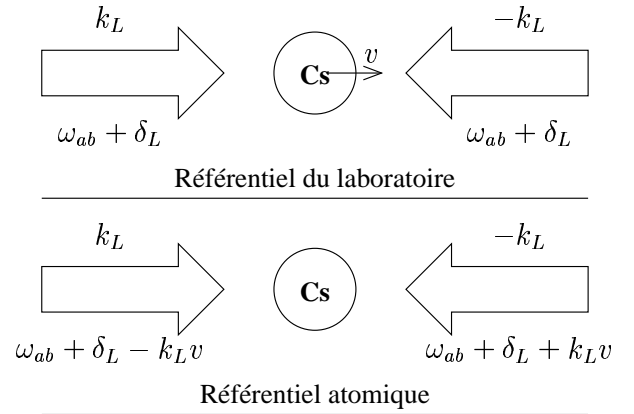 k_L −k_L
Cs v
ω_ab + δ_L ω_ab + δ_L
Référentiel du laboratoire
k_L −k_L
Cs
ω_ab + δ_L − k_L v ω_ab + δ_L + k_L v
Référentiel atomique